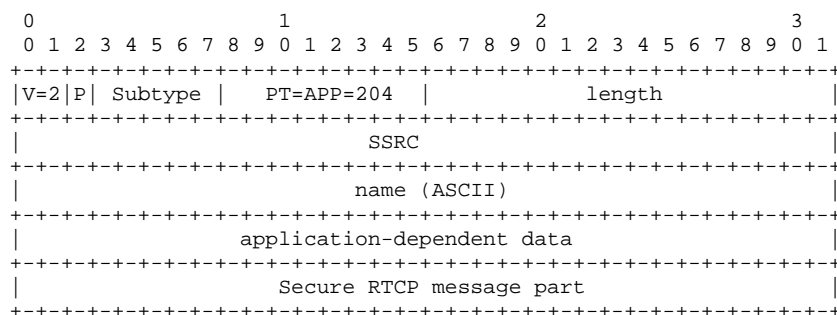 0                   1                   2                   3
 0 1 2 3 4 5 6 7 8 9 0 1 2 3 4 5 6 7 8 9 0 1 2 3 4 5 6 7 8 9 0 1
+-+-+-+-+-+-+-+-+-+-+-+-+-+-+-+-+-+-+-+-+-+-+-+-+-+-+-+-+-+-+-+-+
|V=2|P| Subtype |   PT=APP=204  |             length            |
+-+-+-+-+-+-+-+-+-+-+-+-+-+-+-+-+-+-+-+-+-+-+-+-+-+-+-+-+-+-+-+-+
|                              SSRC                             |
+-+-+-+-+-+-+-+-+-+-+-+-+-+-+-+-+-+-+-+-+-+-+-+-+-+-+-+-+-+-+-+-+
|                          name (ASCII)                         |
+-+-+-+-+-+-+-+-+-+-+-+-+-+-+-+-+-+-+-+-+-+-+-+-+-+-+-+-+-+-+-+-+
|                 application-dependent data                    |
+-+-+-+-+-+-+-+-+-+-+-+-+-+-+-+-+-+-+-+-+-+-+-+-+-+-+-+-+-+-+-+-+
|                    Secure RTCP message part                   |
+-+-+-+-+-+-+-+-+-+-+-+-+-+-+-+-+-+-+-+-+-+-+-+-+-+-+-+-+-+-+-+-+